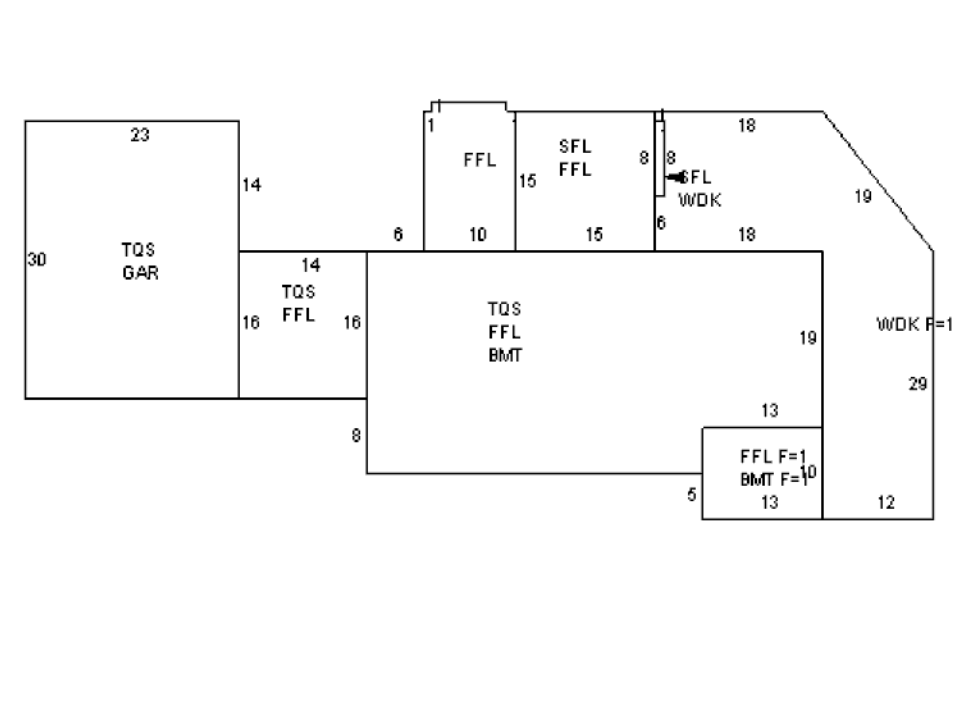 23
14
30
TQS
GAR
14
TQS
FFL
16
16
8
6
1
FFL
10
15
SFL
FFL
15
8
8
SFL
WDK
6
18
18
19
WDK F=1
29
12
TQS
FFL
BMT
19
13
FFL F=1
BMT F=1
10
13
5